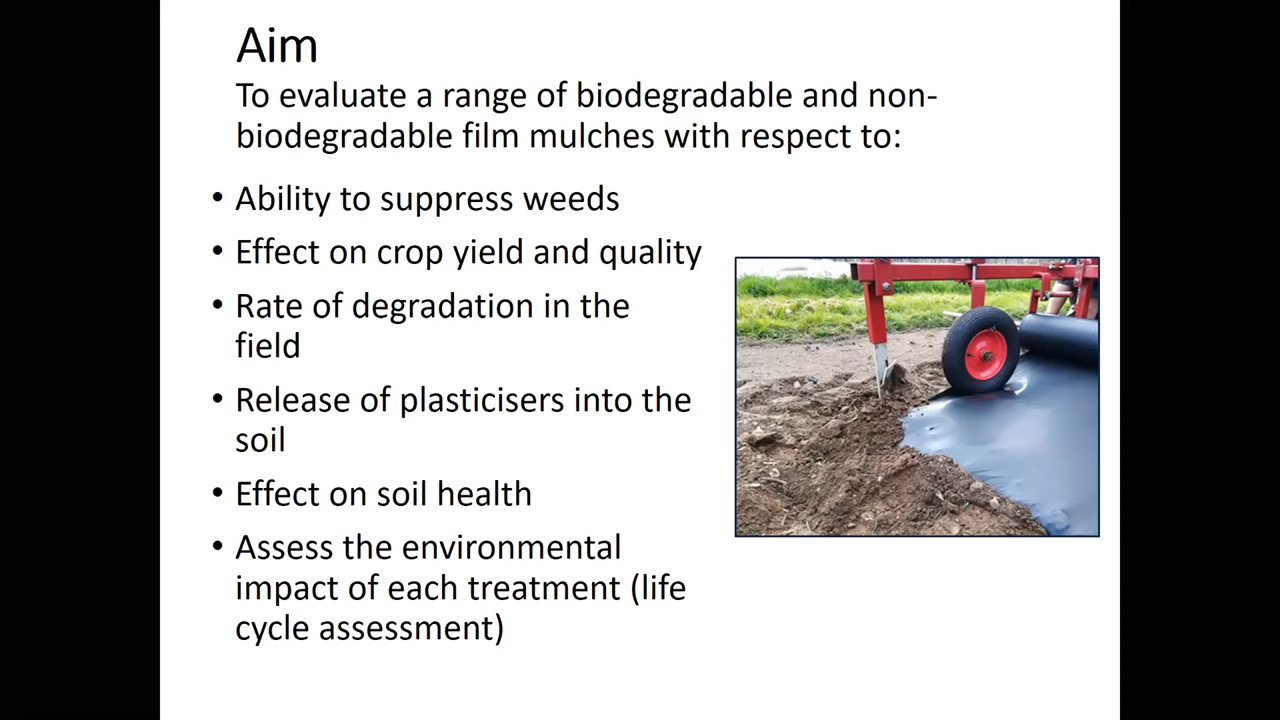 Aim
To evaluate a range of biodegradable and non-
biodegradable film mulches with respect to:
• Ability to suppress weeds
• Effect on crop yield and quality
• Rate of degradation in the
field
• Release of plasticisers into the
soil
• Effect on soil health
• Assess the environmental
impact of each treatment (life
cycle assessment)